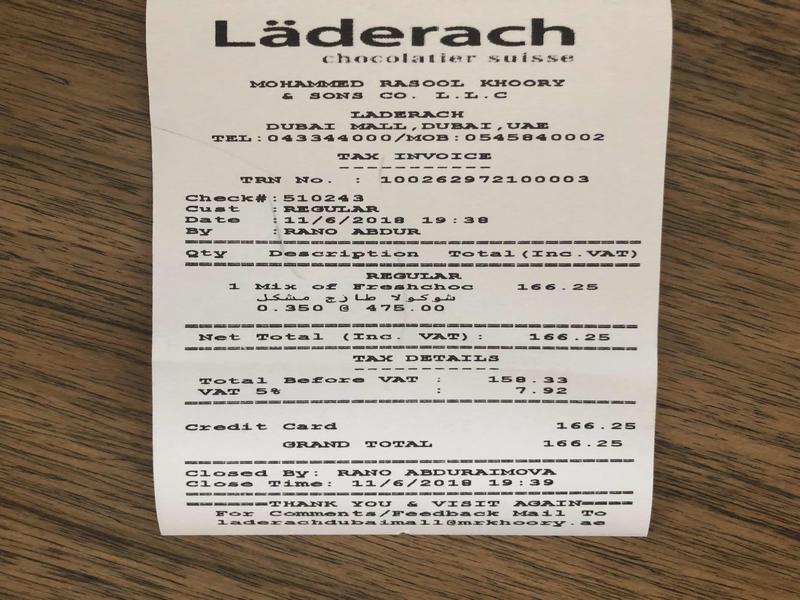 Läderach
chocolatier suisse
MOHAMMED RASOOL KHOORY
& SONS CO. L.L.C
LADERACH
DUBAI MALL,DUBAI,UAE
TEL:043344000/MOB:0545840002
TAX INVOICE
-----------
TRN No. : 100262972100003
Check#:510243
Cust :REGULAR
Date :11/6/2018 19:38
By :RANO ABDUR
Qty Description Total(Inc.VAT)
REGULAR
1 Mix of Freshchoc 166.25
شوكولا طازج مشكل
0.350 @ 475.00
Net Total (Inc. VAT): 166.25
TAX DETAILS
-----------
Total Before VAT : 158.33
VAT 5% : 7.92
Credit Card 166.25
GRAND TOTAL 166.25
Closed By: RANO ABDURAIMOVA
Close Time: 11/6/2018 19:39
THANK YOU & VISIT AGAIN
For Comments/Feedback Mail To
laderachdubaimall@mrkhoory.ae